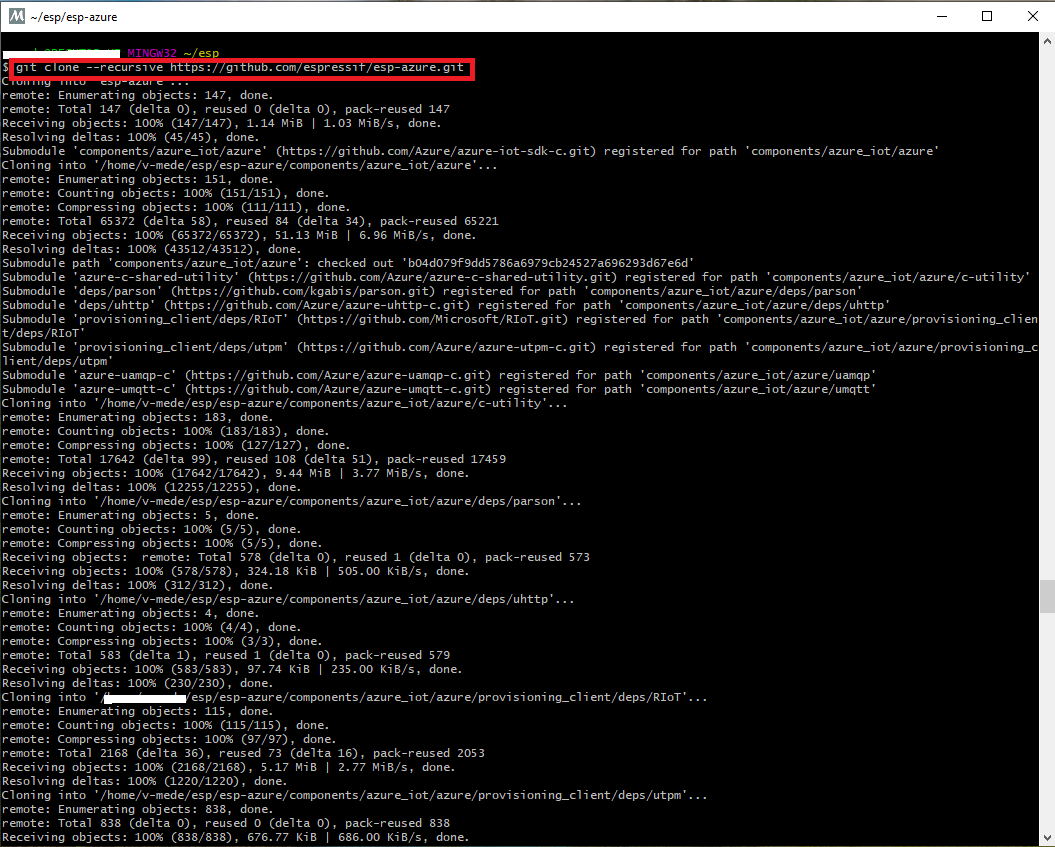 ~/esp/esp-azure
MINGW32 ~/esp
$ git clone --recursive https://github.com/espressif/esp-azure.git
Cloning into 'esp-azure'...
remote: Enumerating objects: 147, done.
remote: Total 147 (delta 0), reused 0 (delta 0), pack-reused 147
Receiving objects: 100% (147/147), 1.14 MiB | 1.03 MiB/s, done.
Resolving deltas: 100% (45/45), done.
Submodule 'components/azure_iot/azure' (https://github.com/Azure/azure-iot-sdk-c.git) registered for path 'components/azure_iot/azure'
Cloning into '/home/v-mede/esp/esp-azure/components/azure_iot/azure'...
remote: Enumerating objects: 151, done.
remote: Counting objects: 100% (151/151), done.
remote: Compressing objects: 100% (111/111), done.
remote: Total 65372 (delta 58), reused 84 (delta 34), pack-reused 65221
Receiving objects: 100% (65372/65372), 51.13 MiB | 6.96 MiB/s, done.
Resolving deltas: 100% (43512/43512), done.
Submodule path 'components/azure_iot/azure': checked out 'b04d079f9dd5786a6979cb24527a696293d67e6d'
Submodule 'azure-c-shared-utility' (https://github.com/Azure/azure-c-shared-utility.git) registered for path 'components/azure_iot/azure/c-utility'
Submodule 'deps/parson' (https://github.com/kgabis/parson.git) registered for path 'components/azure_iot/azure/deps/parson'
Submodule 'deps/uhttp' (https://github.com/Azure/azure-uhttp-c.git) registered for path 'components/azure_iot/azure/deps/uhttp'
Submodule 'provisioning_client/deps/RIoT' (https://github.com/Microsoft/RIoT.git) registered for path 'components/azure_iot/azure/provisioning_clien
t/deps/RIoT'
Submodule 'provisioning_client/deps/utpm' (https://github.com/Azure/azure-utpm-c.git) registered for path 'components/azure_iot/azure/provisioning_c
lient/deps/utpm'
Submodule 'azure-uamqp-c' (https://github.com/Azure/azure-uamqp-c.git) registered for path 'components/azure_iot/azure/uamqp'
Submodule 'azure-umqtt-c' (https://github.com/Azure/azure-umqtt-c.git) registered for path 'components/azure_iot/azure/umqtt'
Cloning into '/home/v-mede/esp/esp-azure/components/azure_iot/azure/c-utility'...
remote: Enumerating objects: 183, done.
remote: Counting objects: 100% (183/183), done.
remote: Compressing objects: 100% (127/127), done.
remote: Total 17642 (delta 99), reused 108 (delta 51), pack-reused 17459
Receiving objects: 100% (17642/17642), 9.44 MiB | 3.77 MiB/s, done.
Resolving deltas: 100% (12255/12255), done.
Cloning into '/home/v-mede/esp/esp-azure/components/azure_iot/azure/deps/parson'...
remote: Enumerating objects: 5, done.
remote: Counting objects: 100% (5/5), done.
remote: Compressing objects: 100% (5/5), done.
Receiving objects:  remote: Total 578 (delta 0), reused 1 (delta 0), pack-reused 573
Receiving objects: 100% (578/578), 324.18 KiB | 505.00 KiB/s, done.
Resolving deltas: 100% (312/312), done.
Cloning into '/home/v-mede/esp/esp-azure/components/azure_iot/azure/deps/uhttp'...
remote: Enumerating objects: 4, done.
remote: Counting objects: 100% (4/4), done.
remote: Compressing objects: 100% (3/3), done.
remote: Total 583 (delta 1), reused 1 (delta 0), pack-reused 579
Receiving objects: 100% (583/583), 97.74 KiB | 235.00 KiB/s, done.
Resolving deltas: 100% (230/230), done.
Cloning into '/ /esp/esp-azure/components/azure_iot/azure/provisioning_client/deps/RIoT'...
remote: Enumerating objects: 115, done.
remote: Counting objects: 100% (115/115), done.
remote: Compressing objects: 100% (97/97), done.
remote: Total 2168 (delta 36), reused 73 (delta 16), pack-reused 2053
Receiving objects: 100% (2168/2168), 5.17 MiB | 2.77 MiB/s, done.
Resolving deltas: 100% (1220/1220), done.
Cloning into '/home/v-mede/esp/esp-azure/components/azure_iot/azure/provisioning_client/deps/utpm'...
remote: Enumerating objects: 838, done.
remote: Total 838 (delta 0), reused 0 (delta 0), pack-reused 838
Receiving objects: 100% (838/838), 676.77 KiB | 686.00 KiB/s, done.